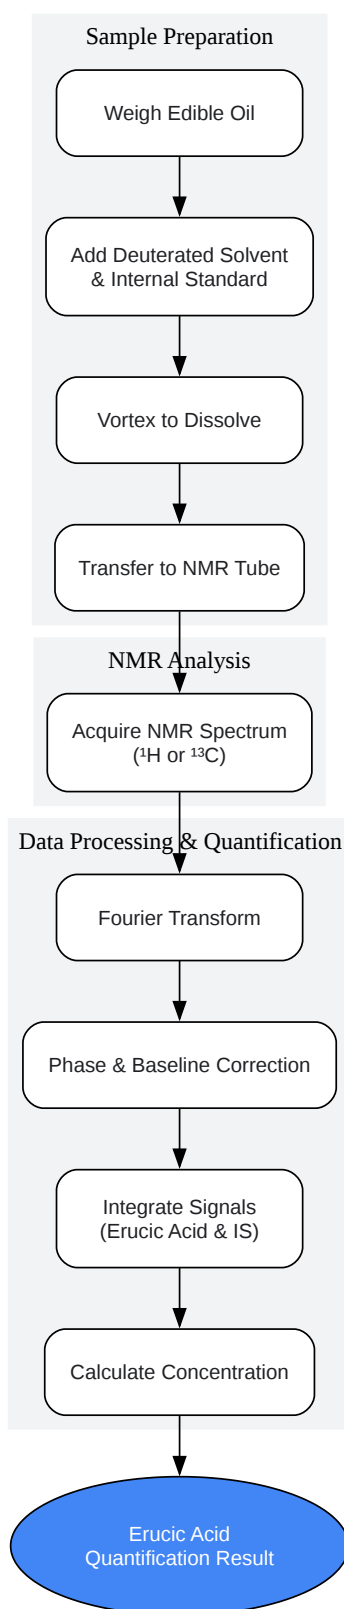 Sample Preparation
Weigh Edible Oil
Add Deuterated Solvent
& Internal Standard
Vortex to Dissolve
Transfer to NMR Tube
NMR Analysis
Acquire NMR Spectrum
(¹H or ¹³C)
Data Processing & Quantification
Fourier Transform
Phase & Baseline Correction
Integrate Signals
(Erucic Acid & IS)
Calculate Concentration
Erucic Acid
Quantification Result